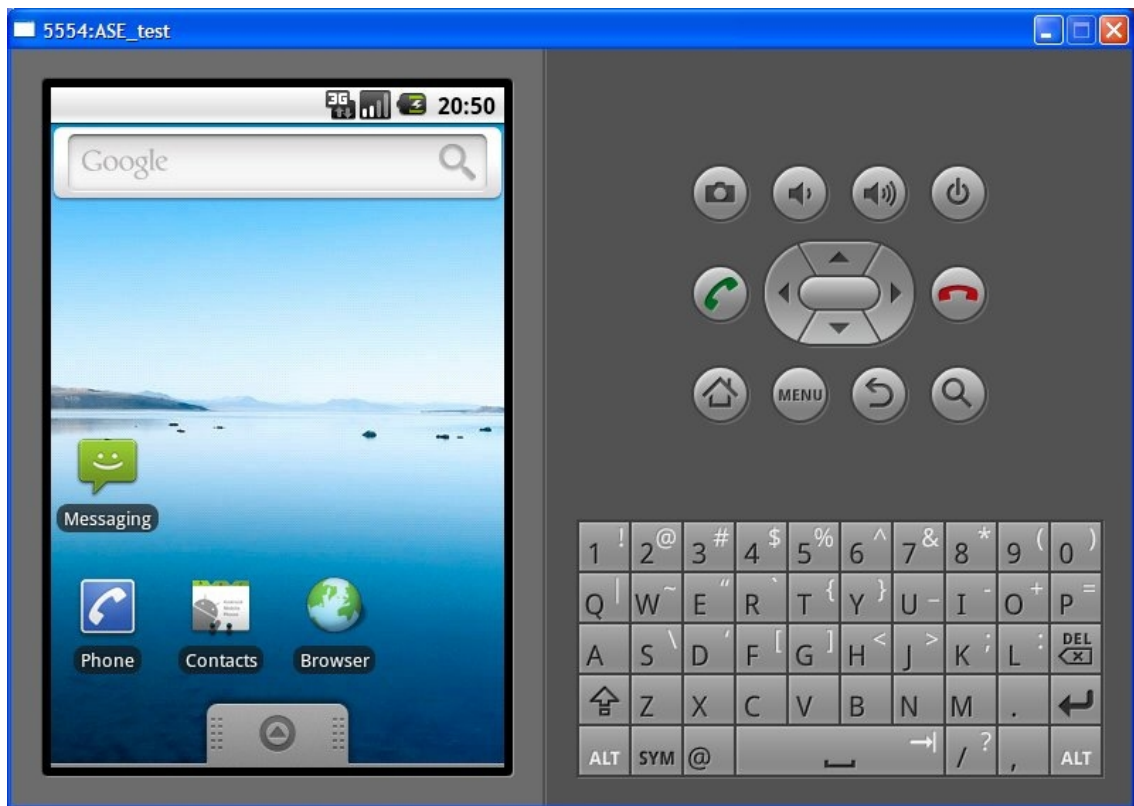 5554:ASE_test
3G 20:50
Google
Messaging
Phone Contacts Browser
MENU
1 ! 2 @ 3 # 4 $ 5 % 6 ^ 7 & 8 * 9 ( 0 )
Q | W ~ E " R ` T { Y } U _ I - O + P =
A S \ D ' F [ G ] H < J > K ; L : DEL
Z X C V B N M .
ALT SYM @ / ? , ALT